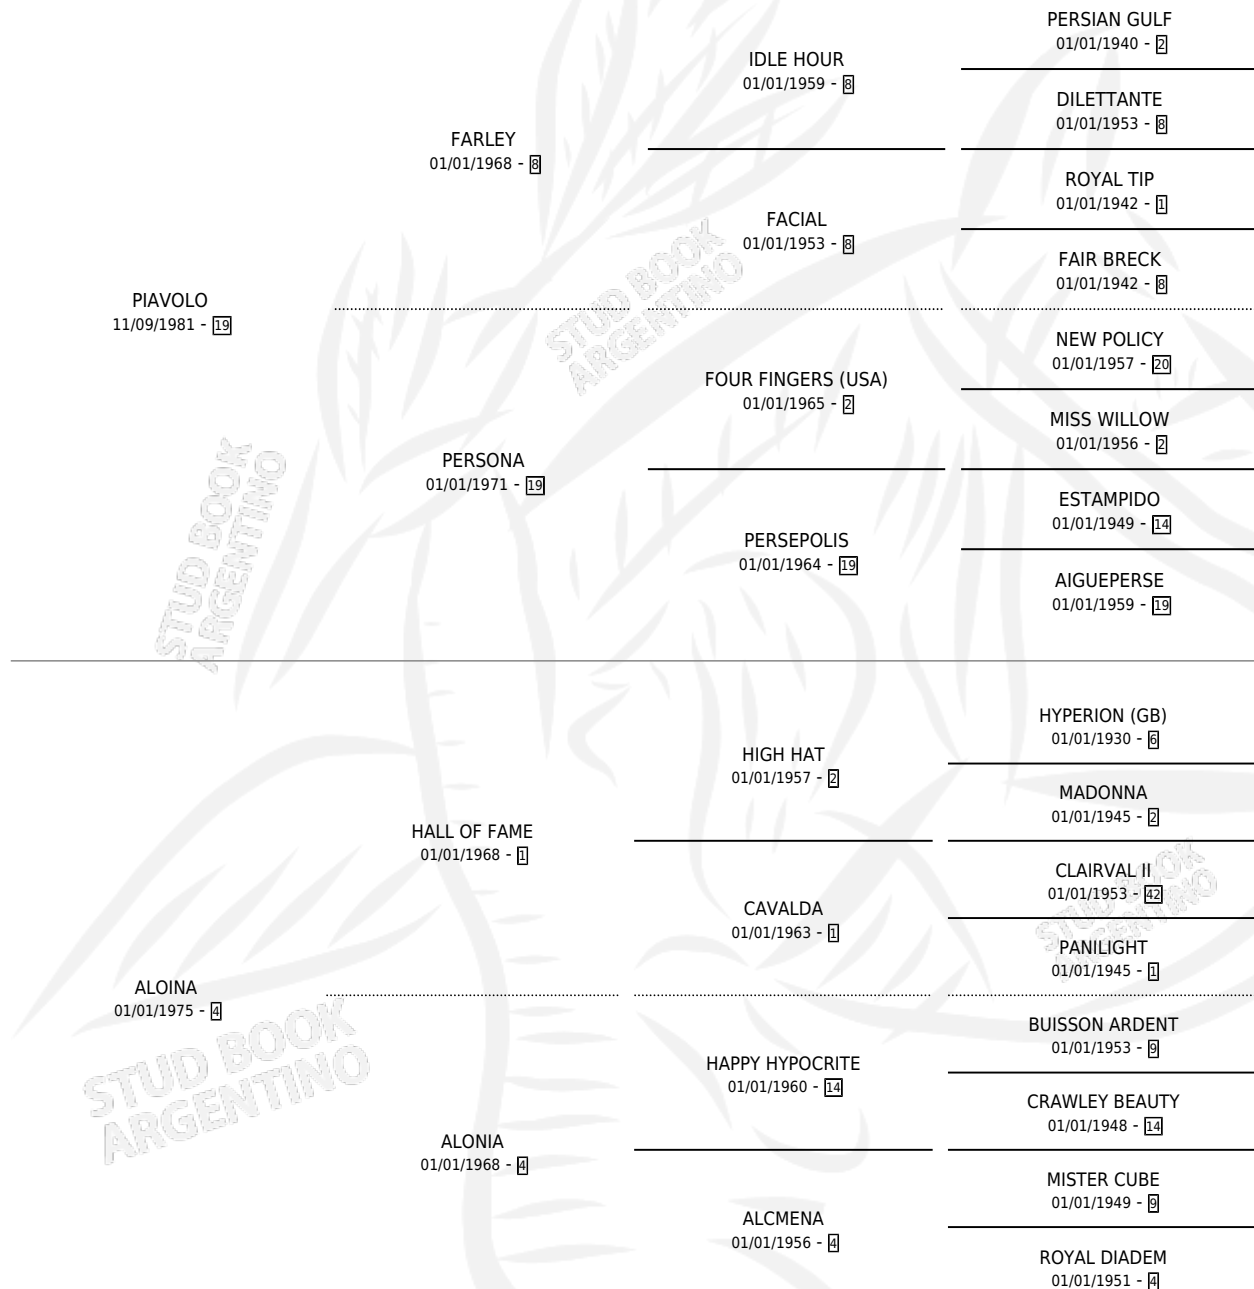 PERSIAN GULF
01/01/1940 - 2
IDLE HOUR
01/01/1959 - 8
DILETTANTE
01/01/1953 - 8
FARLEY
01/01/1968 - 8
ROYAL TIP
01/01/1942 - 1
FACIAL
01/01/1953 - 8
FAIR BRECK
01/01/1942 - 8
PIAVOLO
11/09/1981 - 19
NEW POLICY
01/01/1957 - 20
FOUR FINGERS (USA)
01/01/1965 - 2
MISS WILLOW
01/01/1956 - 2
PERSONA
01/01/1971 - 19
ESTAMPIDO
01/01/1949 - 14
PERSEPOLIS
01/01/1964 - 19
AIGUEPERSE
01/01/1959 - 19
HYPERION (GB)
01/01/1930 - 6
HIGH HAT
01/01/1957 - 2
MADONNA
01/01/1945 - 2
HALL OF FAME
01/01/1968 - 1
CLAIRVAL II
01/01/1953 - 42
CAVALDA
01/01/1963 - 1
PANILIGHT
01/01/1945 - 1
ALOINA
01/01/1975 - 4
BUISSON ARDENT
01/01/1953 - 9
HAPPY HYPOCRITE
01/01/1960 - 14
CRAWLEY BEAUTY
01/01/1948 - 14
ALONIA
01/01/1968 - 4
MISTER CUBE
01/01/1949 - 9
ALCMENA
01/01/1956 - 4
ROYAL DIADEM
01/01/1951 - 4
STUD BOOK
ARGENTINO
STUD BOOK
ARGENTINO
STUD BOOK
ARGENTINO
STUD BOOK
ARGENTINO